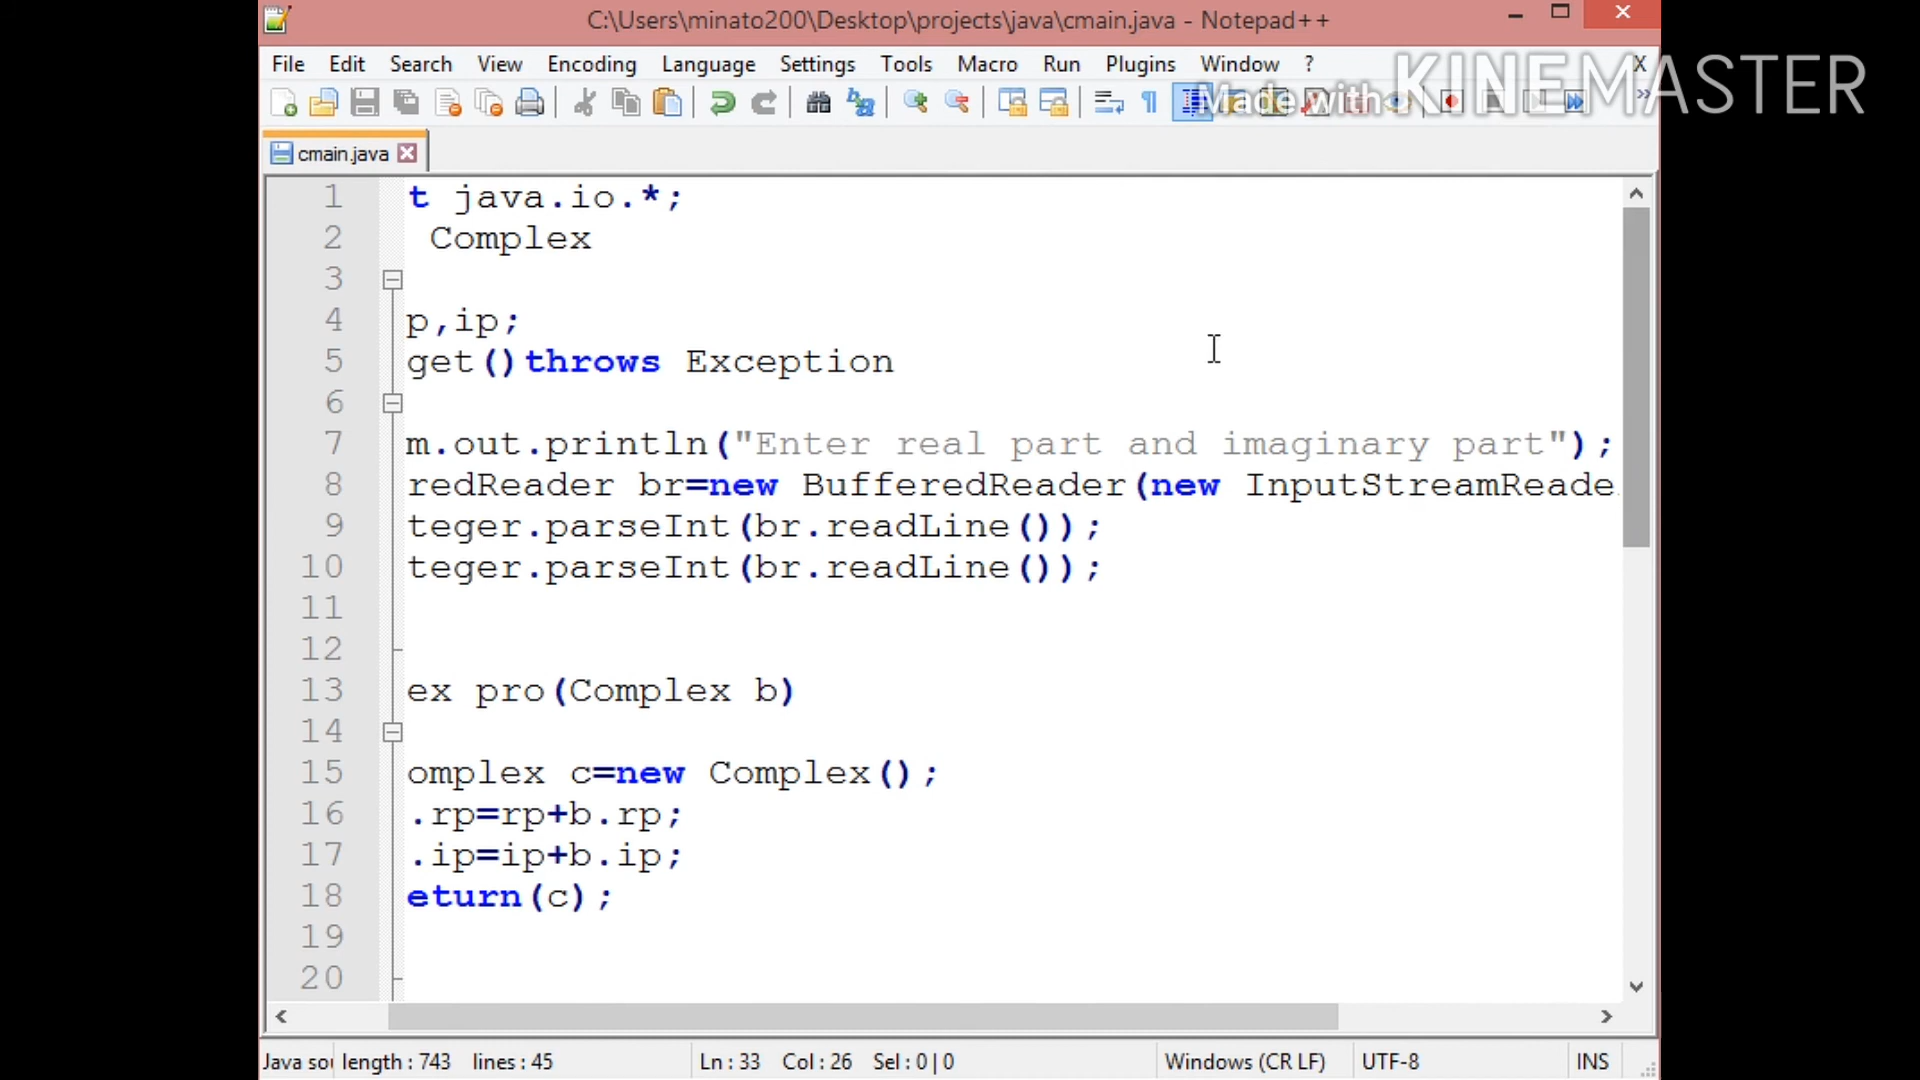 C:\Users\minato200\Desktop\projects\java\cmain.java - Notepad++
File Edit Search View Encoding Language Settings Tools Macro Run Plugins Window ? X
Made with KINEMASTER
cmain.java
1 t java.io.*;
2 Complex
3
4 p,ip;
5 get()throws Exception
6
7 m.out.println("Enter real part and imaginary part");
8 redReader br=new BufferedReader(new InputStreamReade
9 teger.parseInt(br.readLine());
10 teger.parseInt(br.readLine());
11
12
13 ex pro(Complex b)
14
15 omplex c=new Complex();
16 .rp=rp+b.rp;
17 .ip=ip+b.ip;
18 eturn(c);
19
20
Java sou length : 743 lines : 45 Ln : 33 Col : 26 Sel : 0 | 0 Windows (CR LF) UTF-8 INS